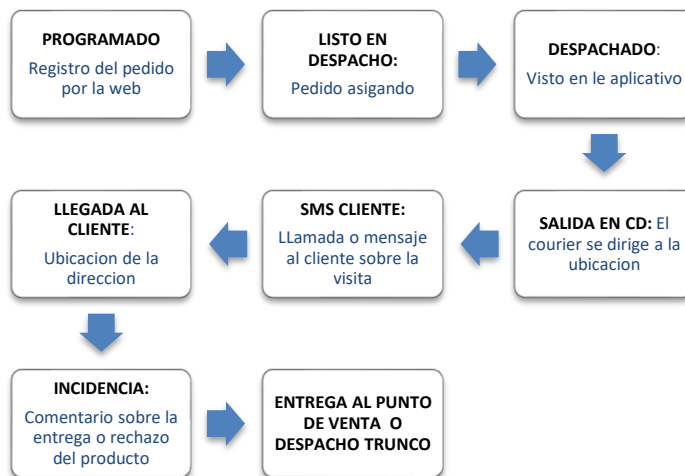 PROGRAMADO
Registro del pedido
por la web
LISTO EN
DESPACHO:
Pedido asigando
DESPACHADO:
Visto en le aplicativo
LLEGADA AL
CLIENTE:
Ubicacion de la
direccion
SMS CLIENTE:
LLamada o mensaje
al cliente sobre la
visita
SALIDA EN CD: El
courier se dirige a la
ubicacion
INCIDENCIA:
Comentario sobre la
entrega o rechazo
del producto
ENTREGA AL PUNTO
DE VENTA O
DESPACHO TRUNCO